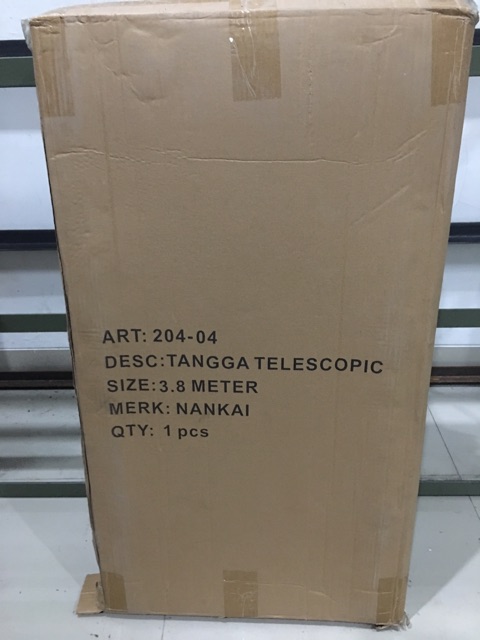 ART: 204-04
DESC:TANGGA TELESCOPIC
SIZE:3.8 METER
MERK: NANKAI
QTY: 1 pcs